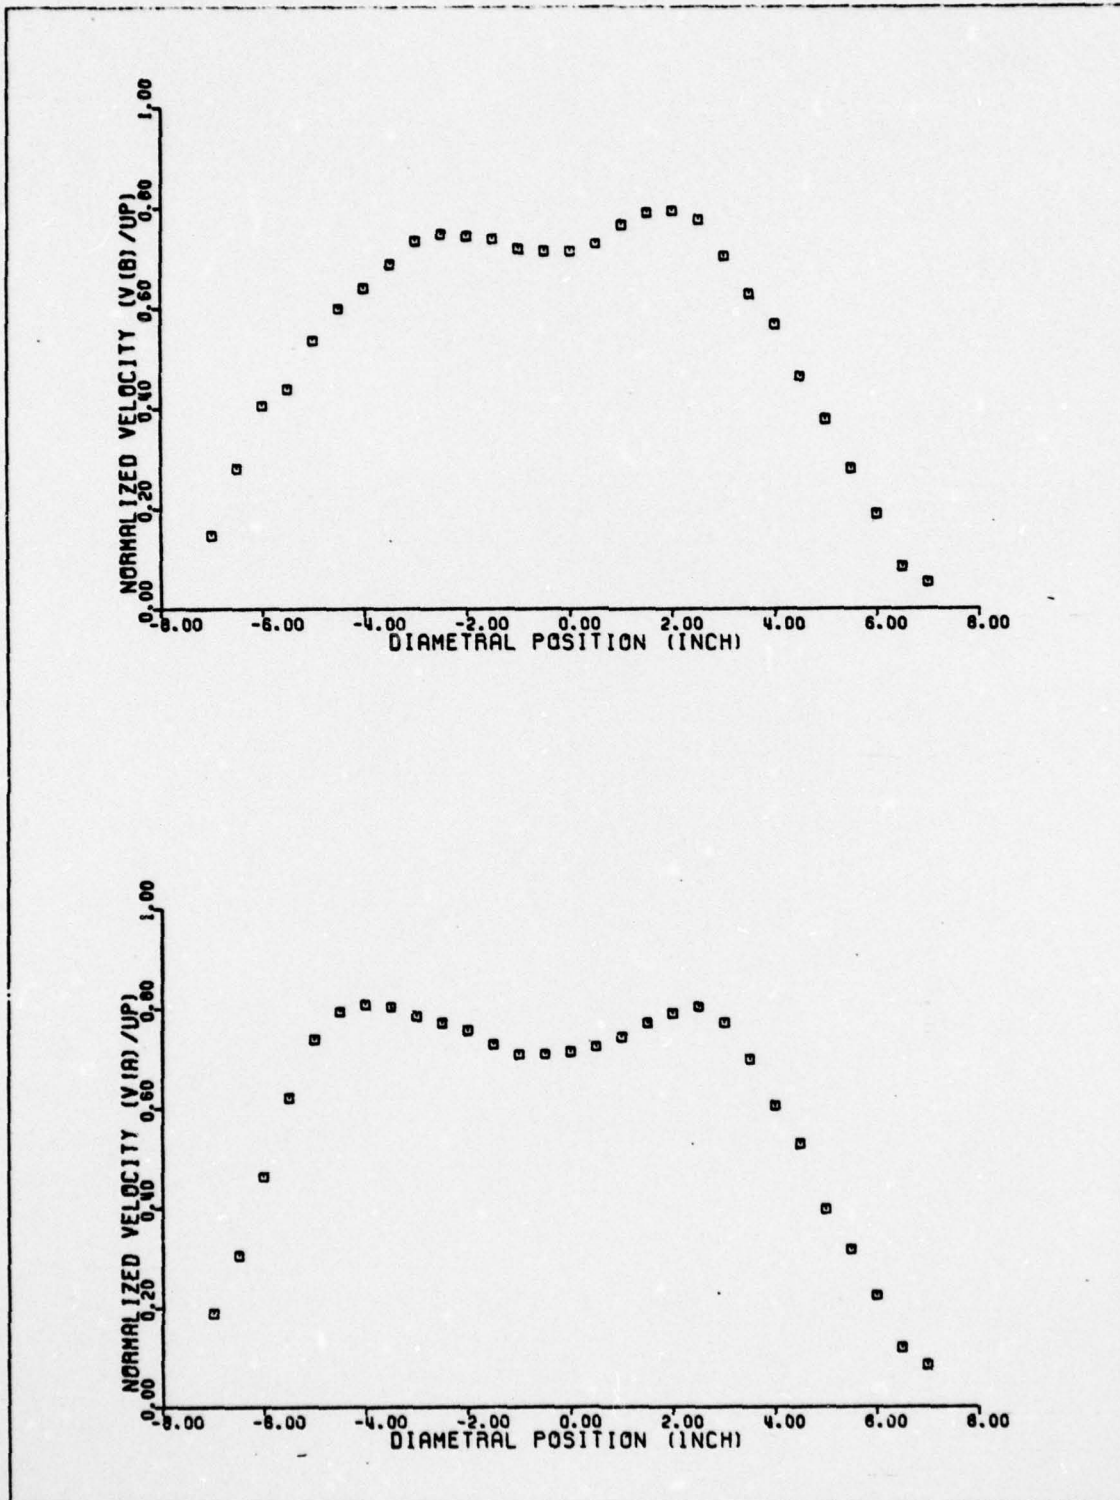 NORMALIZED VELOCITY (V(B)/UP)
1.00
0.80
0.60
0.40
0.20
0.00
-8.00 -6.00 -4.00 -2.00 0.00 2.00 4.00 6.00 8.00
DIAMETRAL POSITION (INCH)
NORMALIZED VELOCITY (V(A)/UP)
1.00
0.80
0.60
0.40
0.20
0.00
-8.00 -6.00 -4.00 -2.00 0.00 2.00 4.00 6.00 8.00
DIAMETRAL POSITION (INCH)